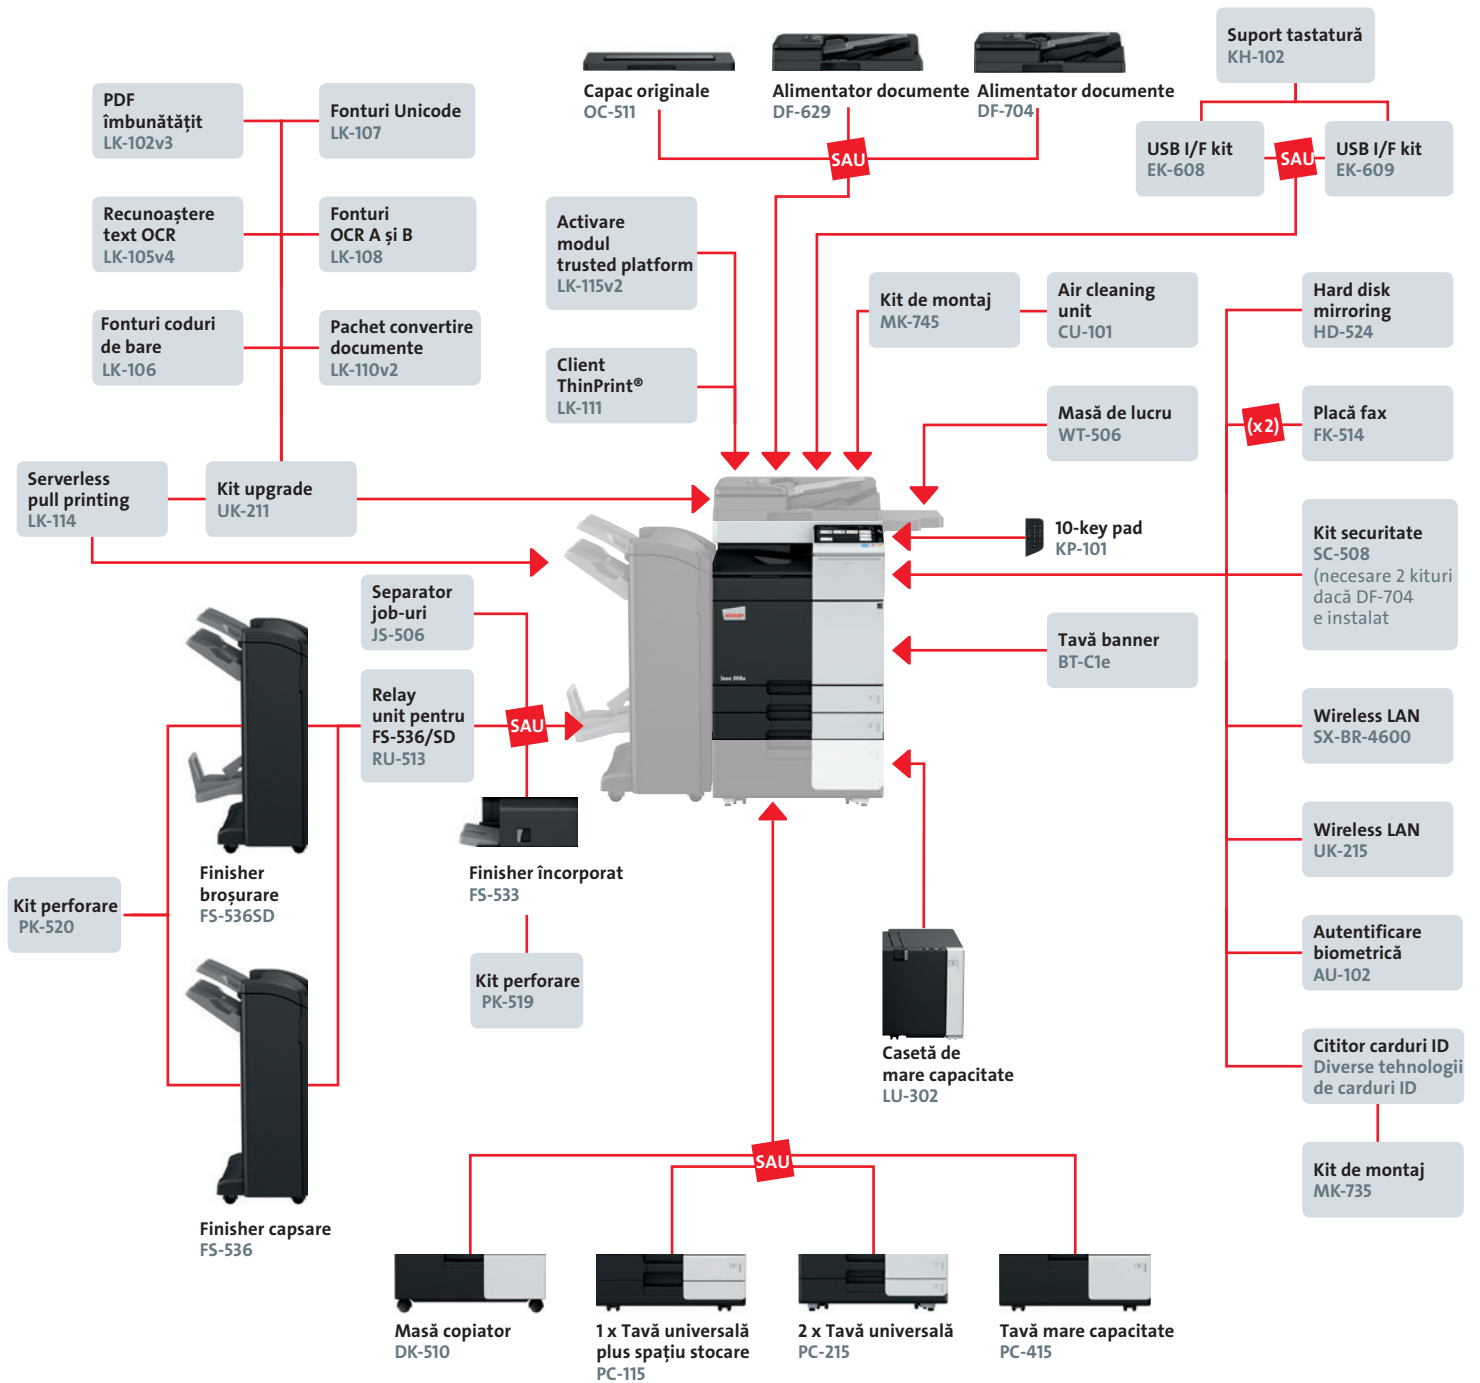 Capac originale
OC-511
Alimentator documente
DF-629
Alimentator documente
DF-704
SAU
Suport tastatură
KH-102
USB I/F kit
EK-608
SAU
USB I/F kit
EK-609
PDF
îmbunătățit
LK-102v3
Fonturi Unicode
LK-107
Recunoaștere
text OCR
LK-105v4
Fonturi
OCR A și B
LK-108
Fonturi coduri
de bare
LK-106
Pachet convertire
documente
LK-110v2
Activare
modul
trusted platform
LK-115v2
Client
ThinPrint®
LK-111
Kit de montaj
MK-745
Air cleaning
unit
CU-101
Masă de lucru
WT-506
Hard disk
mirroring
HD-524
(x2)
Placă fax
FK-514
Serverless
pull printing
LK-114
Kit upgrade
UK-211
10-key pad
KP-101
Kit securitate
SC-508
(necesare 2 kituri
dacă DF-704
e instalat
Separator
job-uri
JS-506
Relay
unit pentru
FS-536/SD
RU-513
SAU
Tavă banner
BT-C1e
Wireless LAN
SX-BR-4600
Wireless LAN
UK-215
Finisher
broșurare
FS-536SD
Finisher încorporat
FS-533
Kit perforare
PK-520
Kit perforare
PK-519
Autentificare
biometrică
AU-102
Casetă de
mare capacitate
LU-302
Cititor carduri ID
Diverse tehnologii
de carduri ID
Kit de montaj
MK-735
Finisher capsare
FS-536
SAU
Masă copiator
DK-510
1 x Tavă universală
plus spațiu stocare
PC-115
2 x Tavă universală
PC-215
Tavă mare capacitate
PC-415